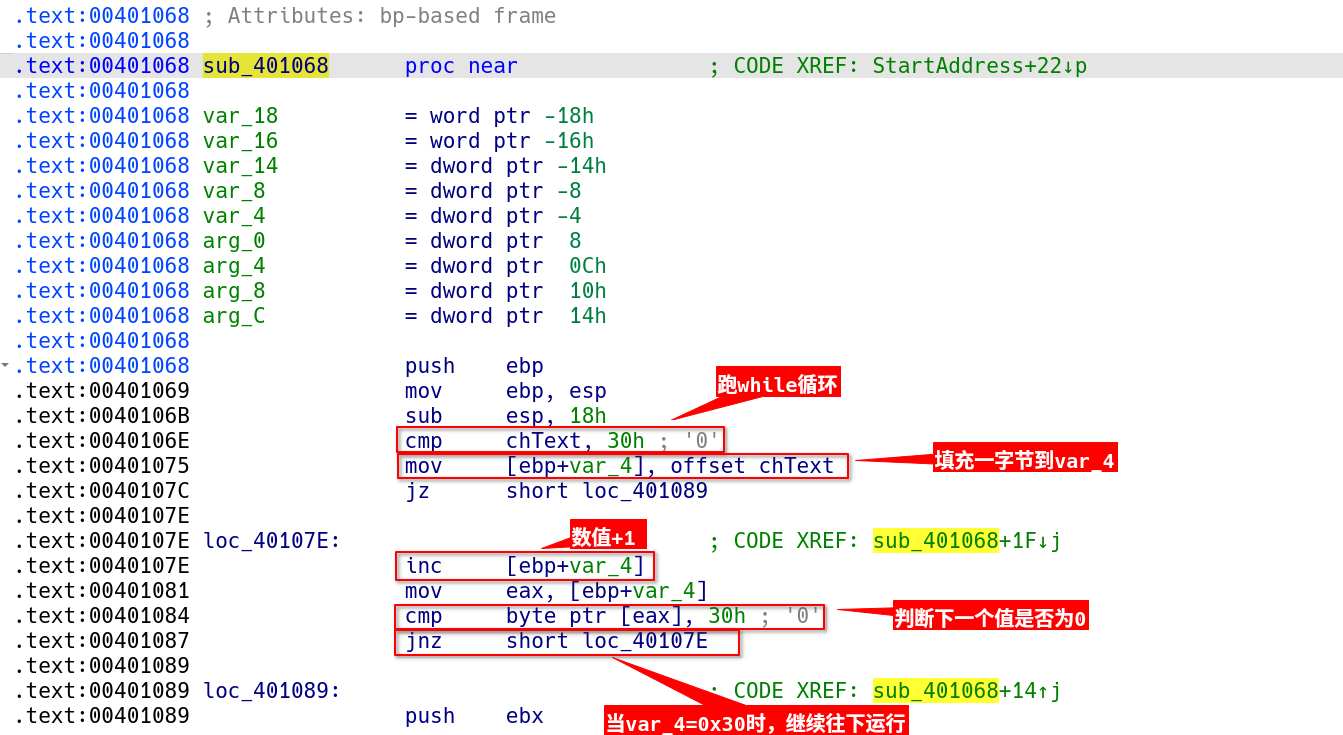 .text:00401068 ; Attributes: bp-based frame
.text:00401068
.text:00401068 sub_401068 proc near ; CODE XREF: StartAddress+22↓p
.text:00401068
.text:00401068 var_18 = word ptr -18h
.text:00401068 var_16 = word ptr -16h
.text:00401068 var_14 = dword ptr -14h
.text:00401068 var_8 = dword ptr -8
.text:00401068 var_4 = dword ptr -4
.text:00401068 arg_0 = dword ptr 8
.text:00401068 arg_4 = dword ptr 0Ch
.text:00401068 arg_8 = dword ptr 10h
.text:00401068 arg_C = dword ptr 14h
.text:00401068
.text:00401068 push ebp
.text:00401069 mov ebp, esp
跑while循环
.text:0040106B sub esp, 18h
.text:0040106E cmp chText, 30h ; '0'
.text:00401075 mov [ebp+var_4], offset chText
填充一字节到var_4
.text:0040107C jz short loc_401089
.text:0040107E
.text:0040107E loc_40107E: ; CODE XREF: sub_401068+1F↓j
数值+1
.text:0040107E inc [ebp+var_4]
.text:00401081 mov eax, [ebp+var_4]
.text:00401084 cmp byte ptr [eax], 30h ; '0'
判断下一个值是否为0
.text:00401087 jnz short loc_40107E
.text:00401089
.text:00401089 loc_401089: ; CODE XREF: sub_401068+14↑j
.text:00401089 push ebx
当var_4=0x30时，继续往下运行